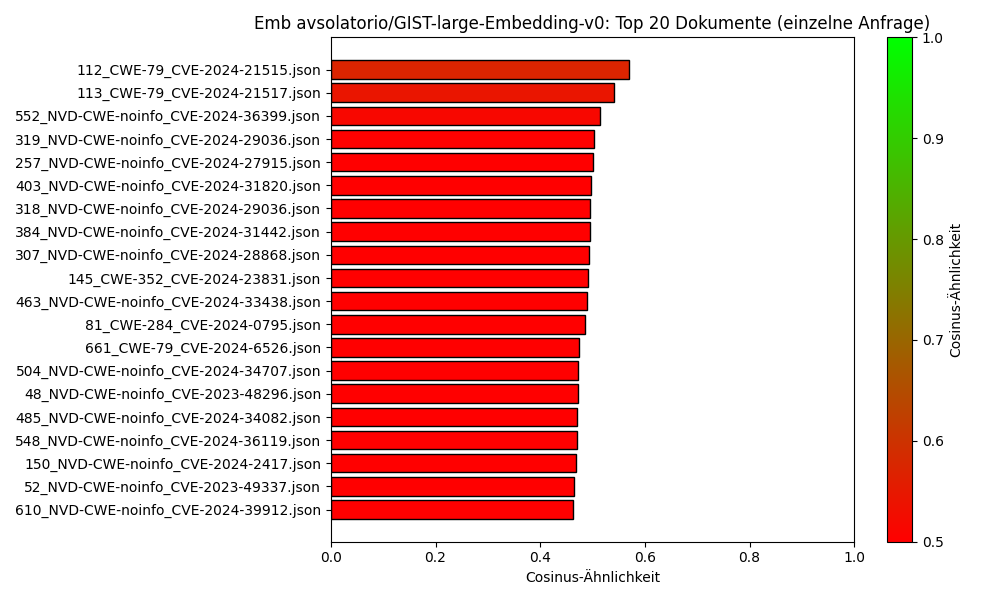 Emb avsolatorio/GIST-large-Embedding-v0: Top 20 Dokumente (einzelne Anfrage)
112_CWE-79_CVE-2024-21515.json
113_CWE-79_CVE-2024-21517.json
552_NVD-CWE-noinfo_CVE-2024-36399.json
319_NVD-CWE-noinfo_CVE-2024-29036.json
257_NVD-CWE-noinfo_CVE-2024-27915.json
403_NVD-CWE-noinfo_CVE-2024-31820.json
318_NVD-CWE-noinfo_CVE-2024-29036.json
384_NVD-CWE-noinfo_CVE-2024-31442.json
307_NVD-CWE-noinfo_CVE-2024-28868.json
145_CWE-352_CVE-2024-23831.json
463_NVD-CWE-noinfo_CVE-2024-33438.json
81_CWE-284_CVE-2024-0795.json
661_CWE-79_CVE-2024-6526.json
504_NVD-CWE-noinfo_CVE-2024-34707.json
48_NVD-CWE-noinfo_CVE-2023-48296.json
485_NVD-CWE-noinfo_CVE-2024-34082.json
548_NVD-CWE-noinfo_CVE-2024-36119.json
150_NVD-CWE-noinfo_CVE-2024-2417.json
52_NVD-CWE-noinfo_CVE-2023-49337.json
610_NVD-CWE-noinfo_CVE-2024-39912.json
0.0 0.2 0.4 0.6 0.8 1.0
Cosinus-Ähnlichkeit
1.0
0.9
0.8
0.7
0.6
0.5
Cosinus-Ähnlichkeit